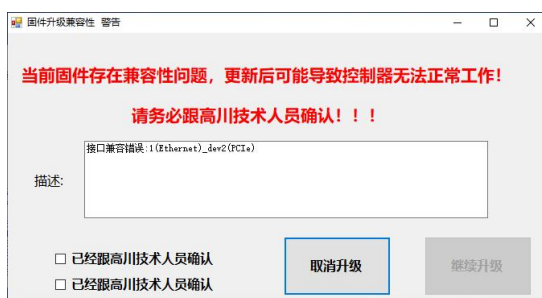 固件升级兼容性 警告
当前固件存在兼容性问题，更新后可能导致控制器无法正常工作！
请务必跟高川技术人员确认！！！
接口兼容错误:1(Ethernet)_dev2(PCIe)
描述:
已经跟高川技术人员确认
取消升级
继续升级
已经跟高川技术人员确认